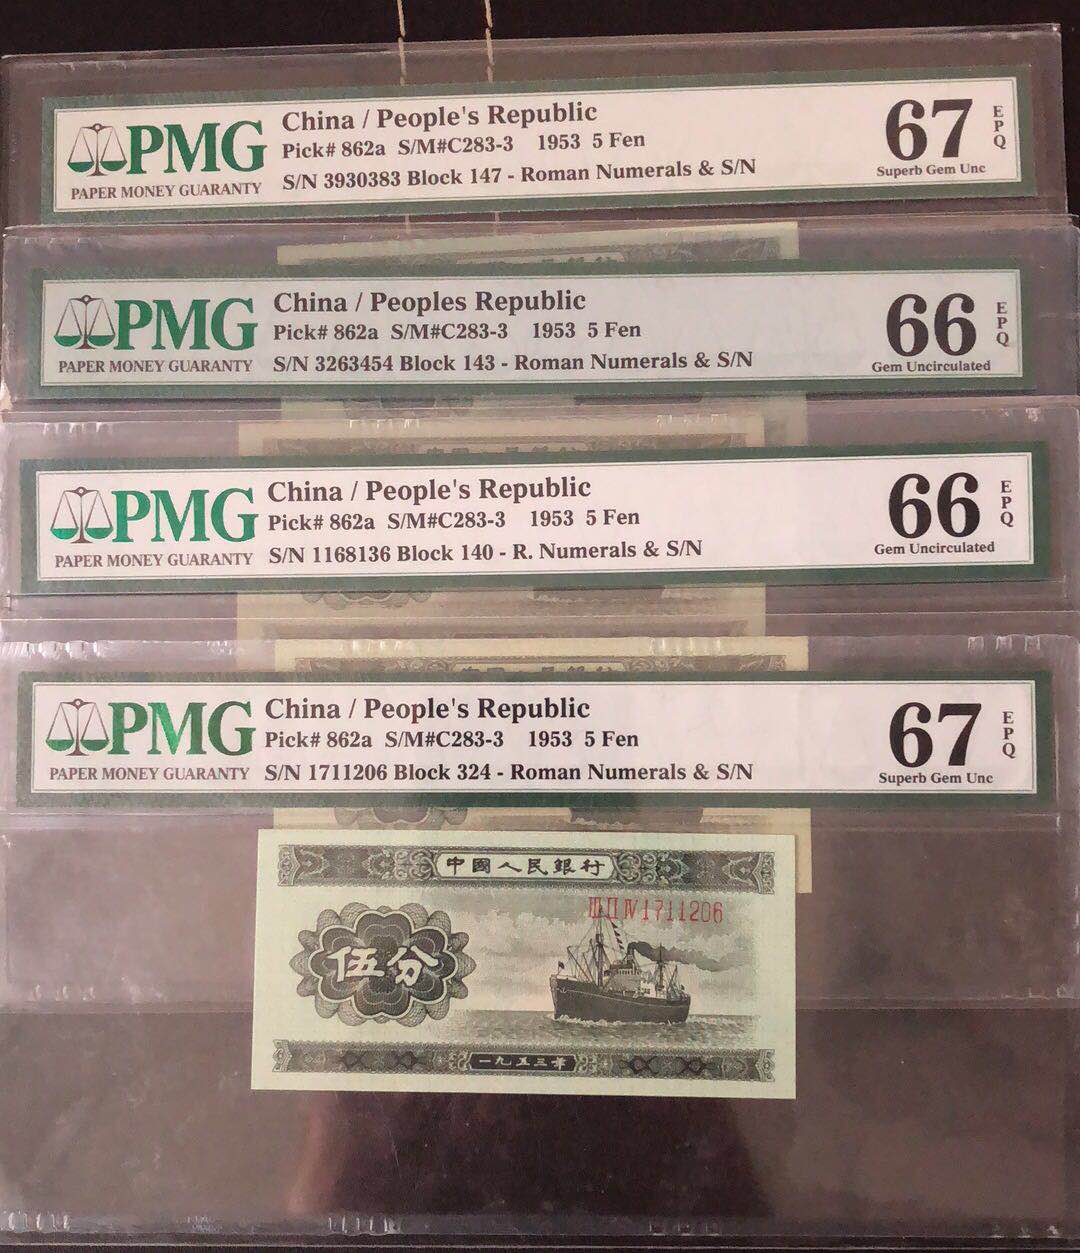 PMG
PAPER MONEY GUARANTY
China / People's Republic
Pick# 862a S/M#C283-3 1953 5 Fen
S/N 3930383 Block 147 - Roman Numerals & S/N
67
EPQ
Superb Gem Unc
PMG
PAPER MONEY GUARANTY
China / Peoples Republic
Pick# 862a S/M#C283-3 1953 5 Fen
S/N 3263454 Block 143 - Roman Numerals & S/N
66
EPQ
Gem Uncirculated
PMG
PAPER MONEY GUARANTY
China / People's Republic
Pick# 862a S/M#C283-3 1953 5 Fen
S/N 1168136 Block 140 - R. Numerals & S/N
66
EPQ
Gem Uncirculated
PMG
PAPER MONEY GUARANTY
China / People's Republic
Pick# 862a S/M#C283-3 1953 5 Fen
S/N 1711206 Block 324 - Roman Numerals & S/N
67
EPQ
Superb Gem Unc
中國人民銀行
III II IV 1711206
伍分
一九五三年